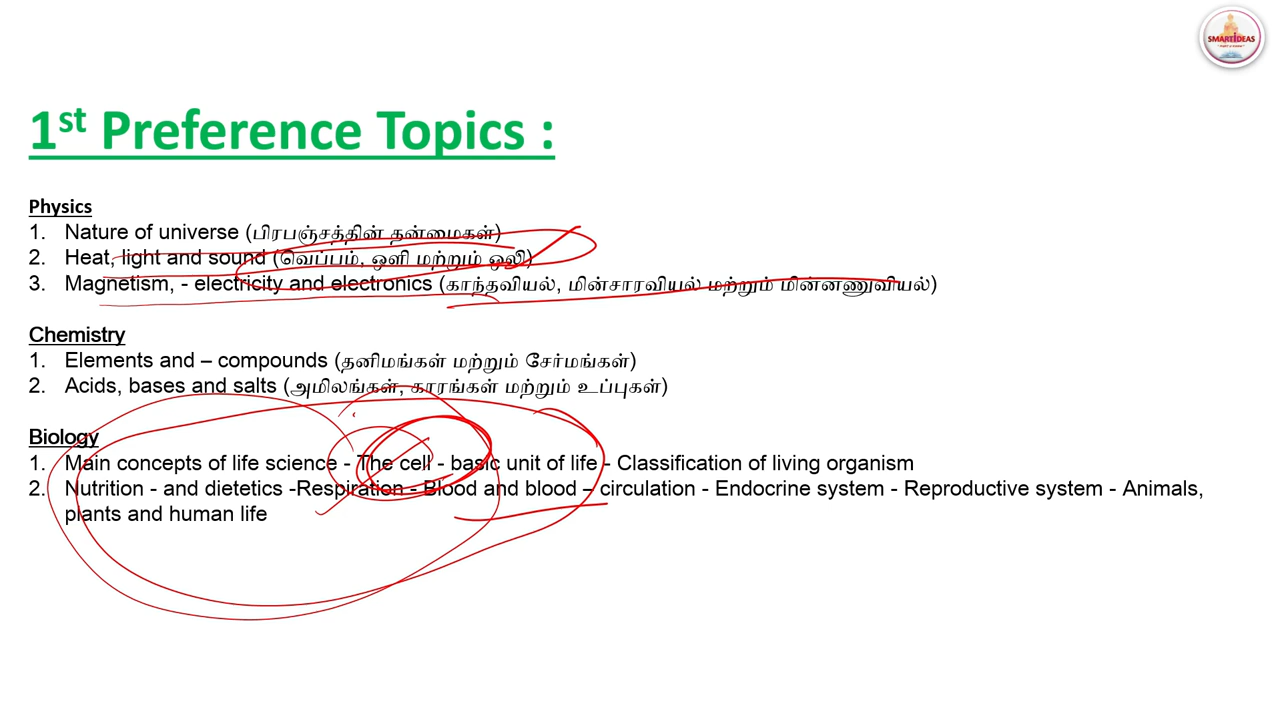 SMARTIDEAS
1st Preference Topics :
Physics
1. Nature of universe (பிரபஞ்சத்தின் தன்மைகள்)
2. Heat, light and sound (வெப்பம், ஒளி மற்றும் ஒலி)
3. Magnetism, - electricity and electronics (காந்தவியல், மின்சாரவியல் மற்றும் மின்னணுவியல்)
Chemistry
1. Elements and – compounds (தனிமங்கள் மற்றும் சேர்மங்கள்)
2. Acids, bases and salts (அமிலங்கள், காரங்கள் மற்றும் உப்புகள்)
Biology
1. Main concepts of life science - The cell - basic unit of life - Classification of living organism
2. Nutrition - and dietetics -Respiration - Blood and blood – circulation - Endocrine system - Reproductive system - Animals,
plants and human life